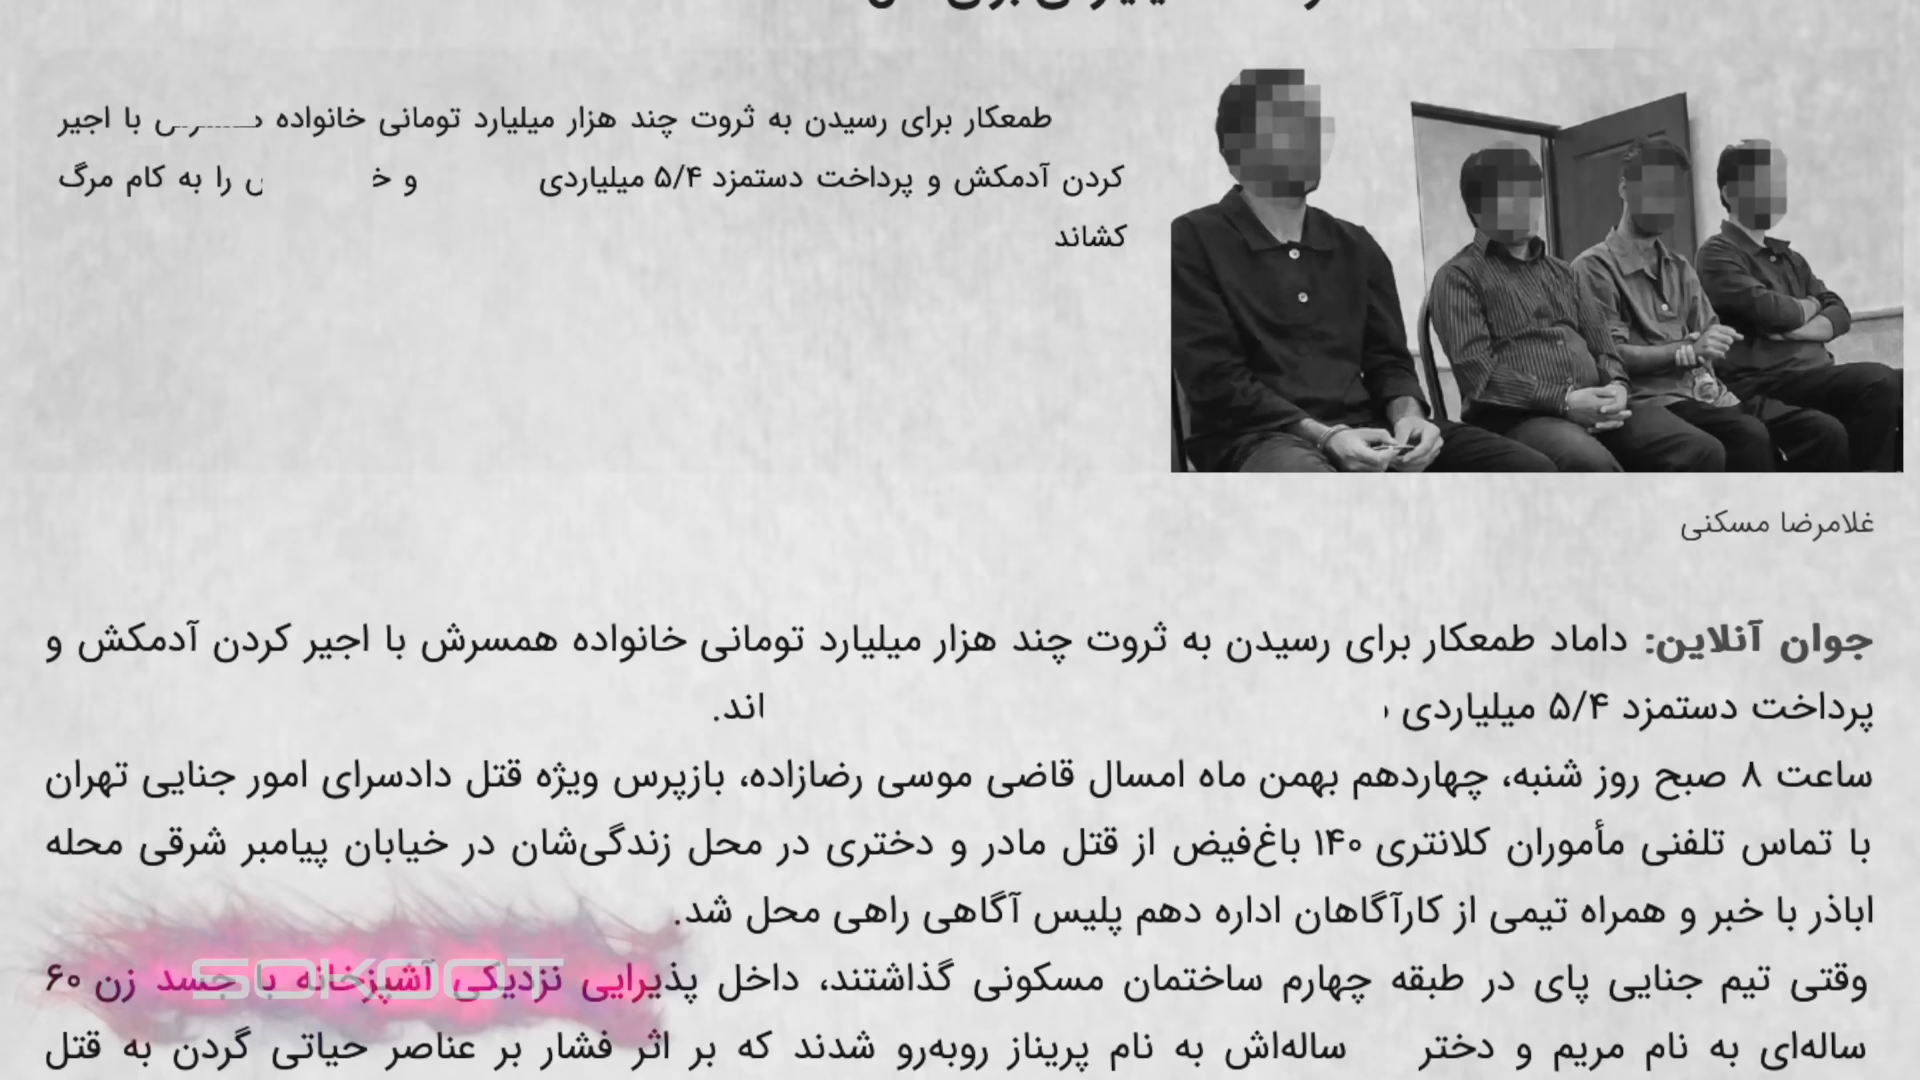 طمعکار برای رسیدن به ثروت چند هزار میلیارد تومانی خانواده با اجیر
کردن آدمکش و پرداخت دستمزد ۵/۴ میلیاردی و را به کام مرگ
کشاند
غلامرضا مسکنی
جوان آنلاین: داماد طمعکار برای رسیدن به ثروت چند هزار میلیارد تومانی خانواده همسرش با اجیر کردن آدمکش و
پرداخت دستمزد ۵/۴ میلیاردی اند.
ساعت ۸ صبح روز شنبه، چهاردهم بهمن ماه امسال قاضی موسی رضازاده، بازپرس ویژه قتل دادسرای امور جنایی تهران
با تماس تلفنی مأموران کلانتری ۱۴۰ باغ‌فیض از قتل مادر و دختری در محل زندگی‌شان در خیابان پیامبر شرقی محله
اباذر با خبر و همراه تیمی از کارآگاهان اداره دهم پلیس آگاهی راهی محل شد.
وقتی تیم جنایی پای در طبقه چهارم ساختمان مسکونی گذاشتند، داخل پذیرایی نزدیکی آشپزخانه با جسد زن ۶۰
SOKOOT
ساله‌ای به نام مریم و دختر ساله‌اش به نام پریناز روبه‌رو شدند که بر اثر فشار بر عناصر حیاتی گردن به قتل